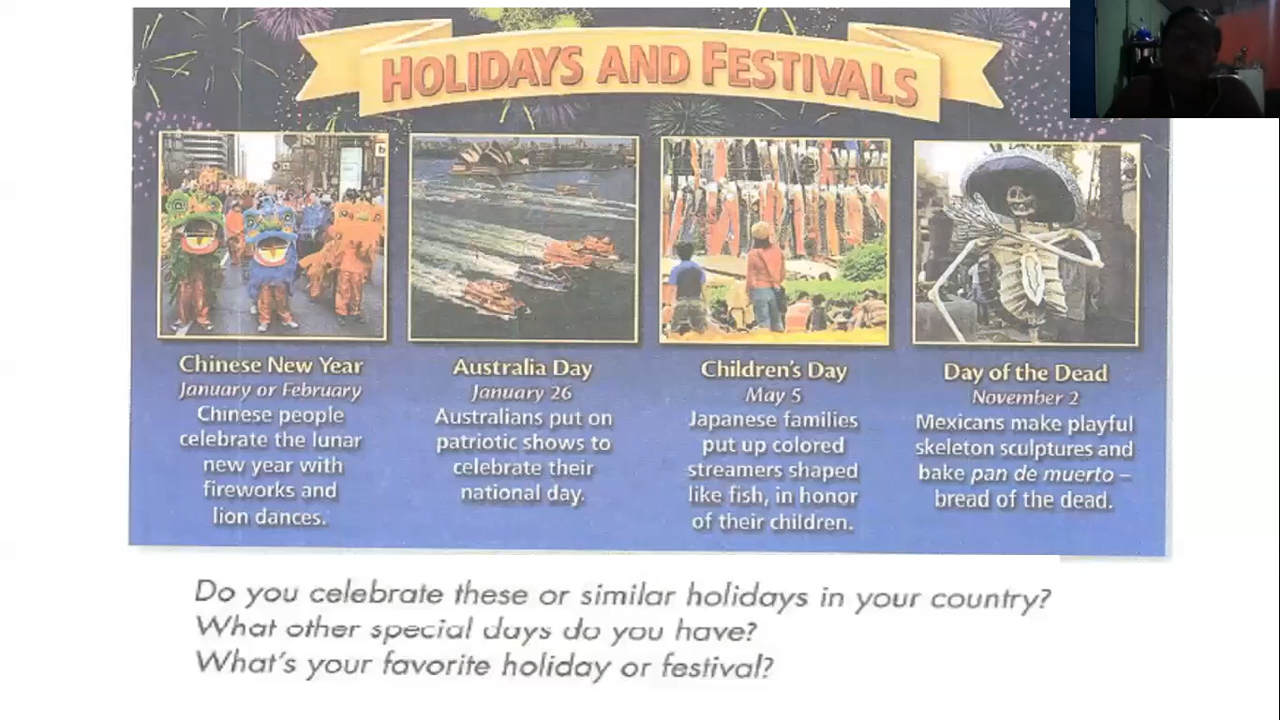 HOLIDAYS AND FESTIVALS
Chinese New Year
January or February
Chinese people
celebrate the lunar
new year with
fireworks and
lion dances.
Australia Day
January 26
Australians put on
patriotic shows to
celebrate their
national day.
Children's Day
May 5
Japanese families
put up colored
streamers shaped
like fish, in honor
of their children.
Day of the Dead
November 2
Mexicans make playful
skeleton sculptures and
bake pan de muerto –
bread of the dead.
Do you celebrate these or similar holidays in your country?
What other special days do you have?
What's your favorite holiday or festival?